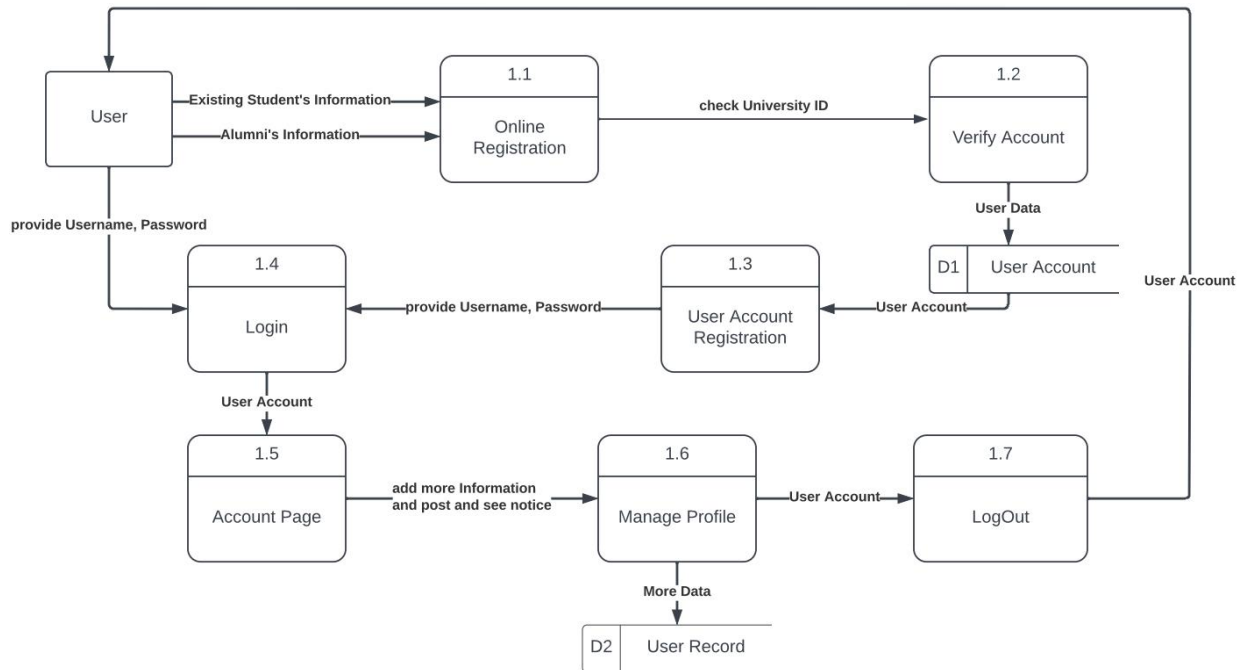 1.1
1.2
User
Existing Student's Information
Alumni's Information
Online
Registration
check University ID
Verify Account
provide Username, Password
User Data
1.4
Login
provide Username, Password
1.3
User Account
Registration
User Account
D1
User Account
User Account
User Account
1.5
Account Page
add more Information
and post and see notice
1.6
Manage Profile
User Account
1.7
LogOut
More Data
D2
User Record